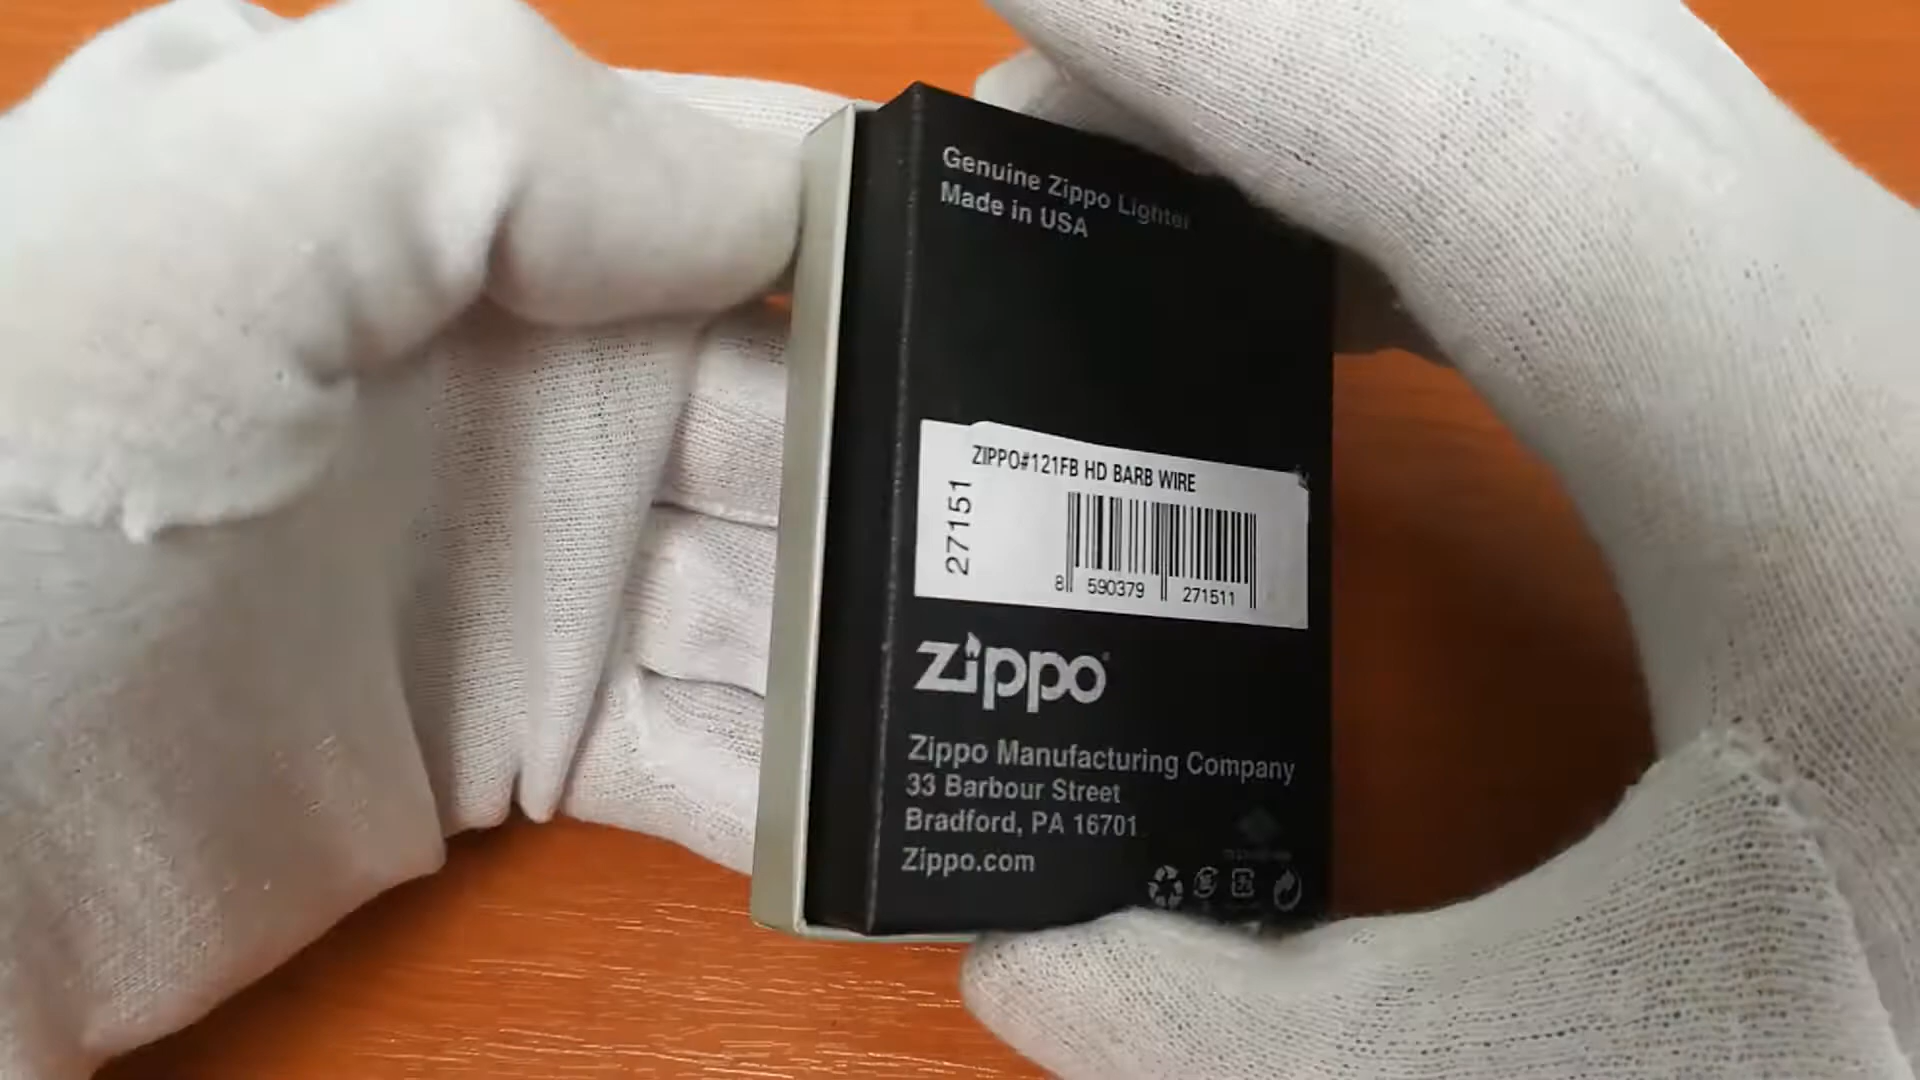 Genuine Zippo Lighter
Made in USA
ZIPPO#121FB HD BARB WIRE
27151
8 590379 271511
zippo
Zippo Manufacturing Company
33 Barbour Street
Bradford, PA 16701
Zippo.com